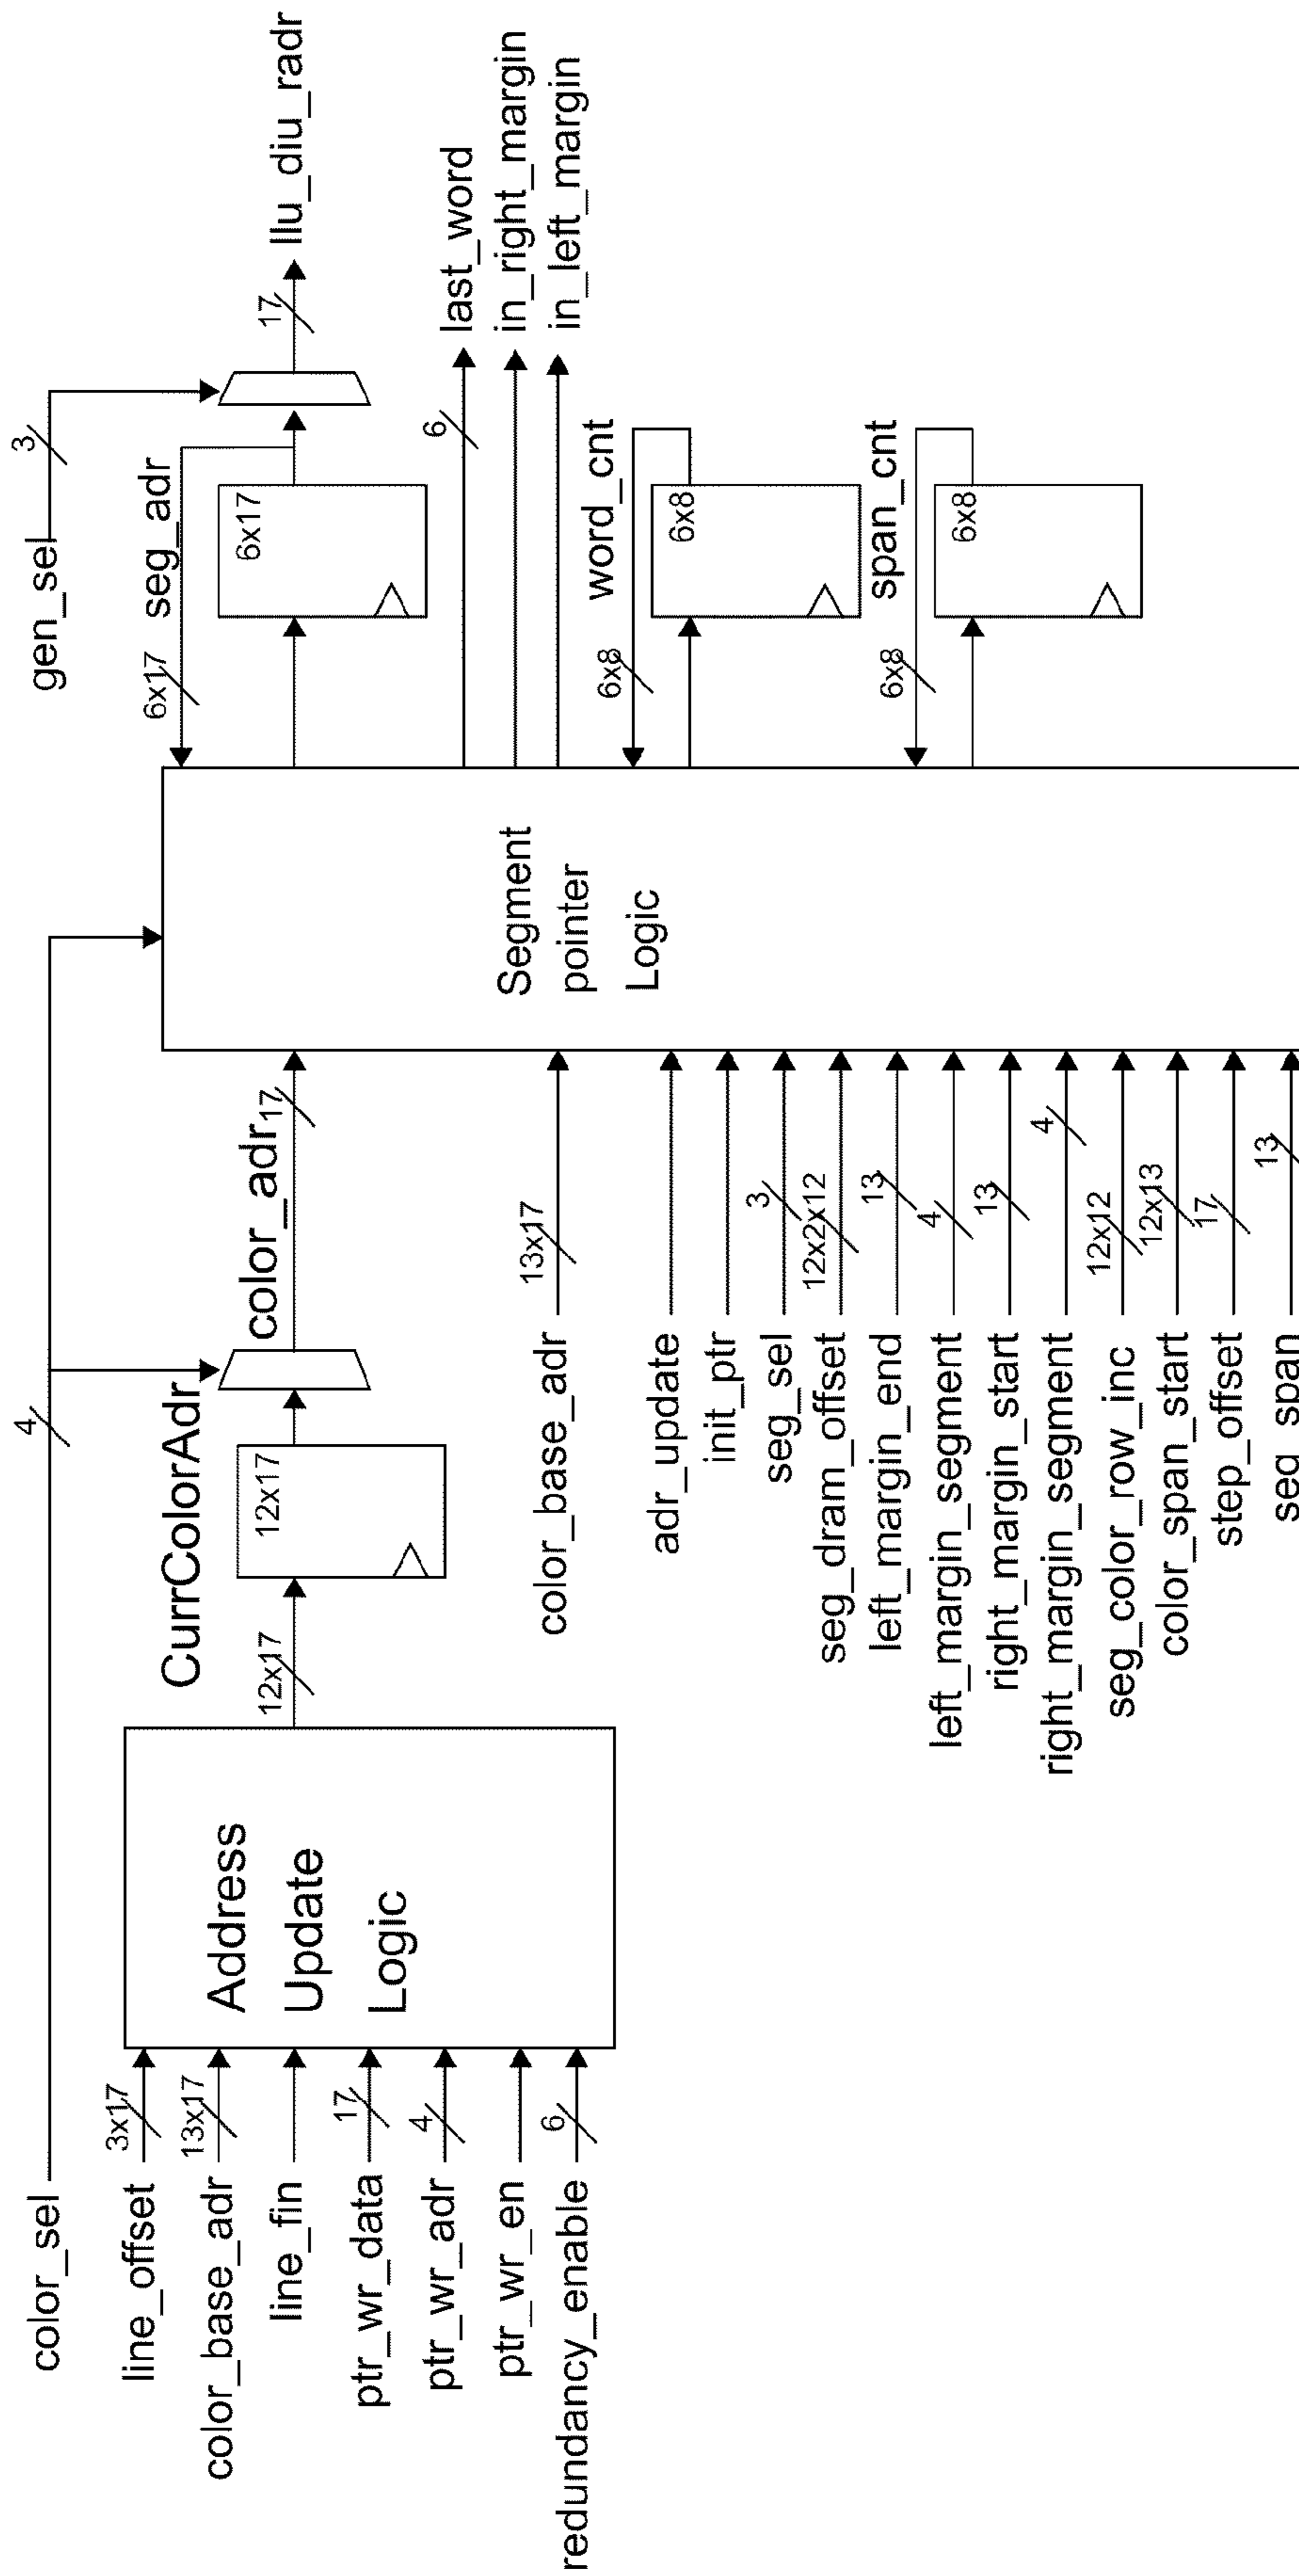 color_sel
4
gen_sel
3
line_offset
3x17
color_base_adr
13x17
line_fin
ptr_wr_data
17
ptr_wr_adr
4
ptr_wr_en
redundancy_enable
6
Address
Update
Logic
12x17
CurrColorAdr
12x17
color_adr
17
color_base_adr
13x17
adr_update
init_ptr
seg_sel
3
seg_dram_offset
12x2x12
left_margin_end
13
left_margin_segment
4
right_margin_start
13
right_margin_segment
4
seg_color_row_inc
12x12
color_span_start
12x13
step_offset
17
seg_span
13
Segment
pointer
Logic
6x17
seg_adr
6x17
17
llu_diu_radr
6
last_word
in_right_margin
in_left_margin
word_cnt
6x8
6x8
span_cnt
6x8
6x8